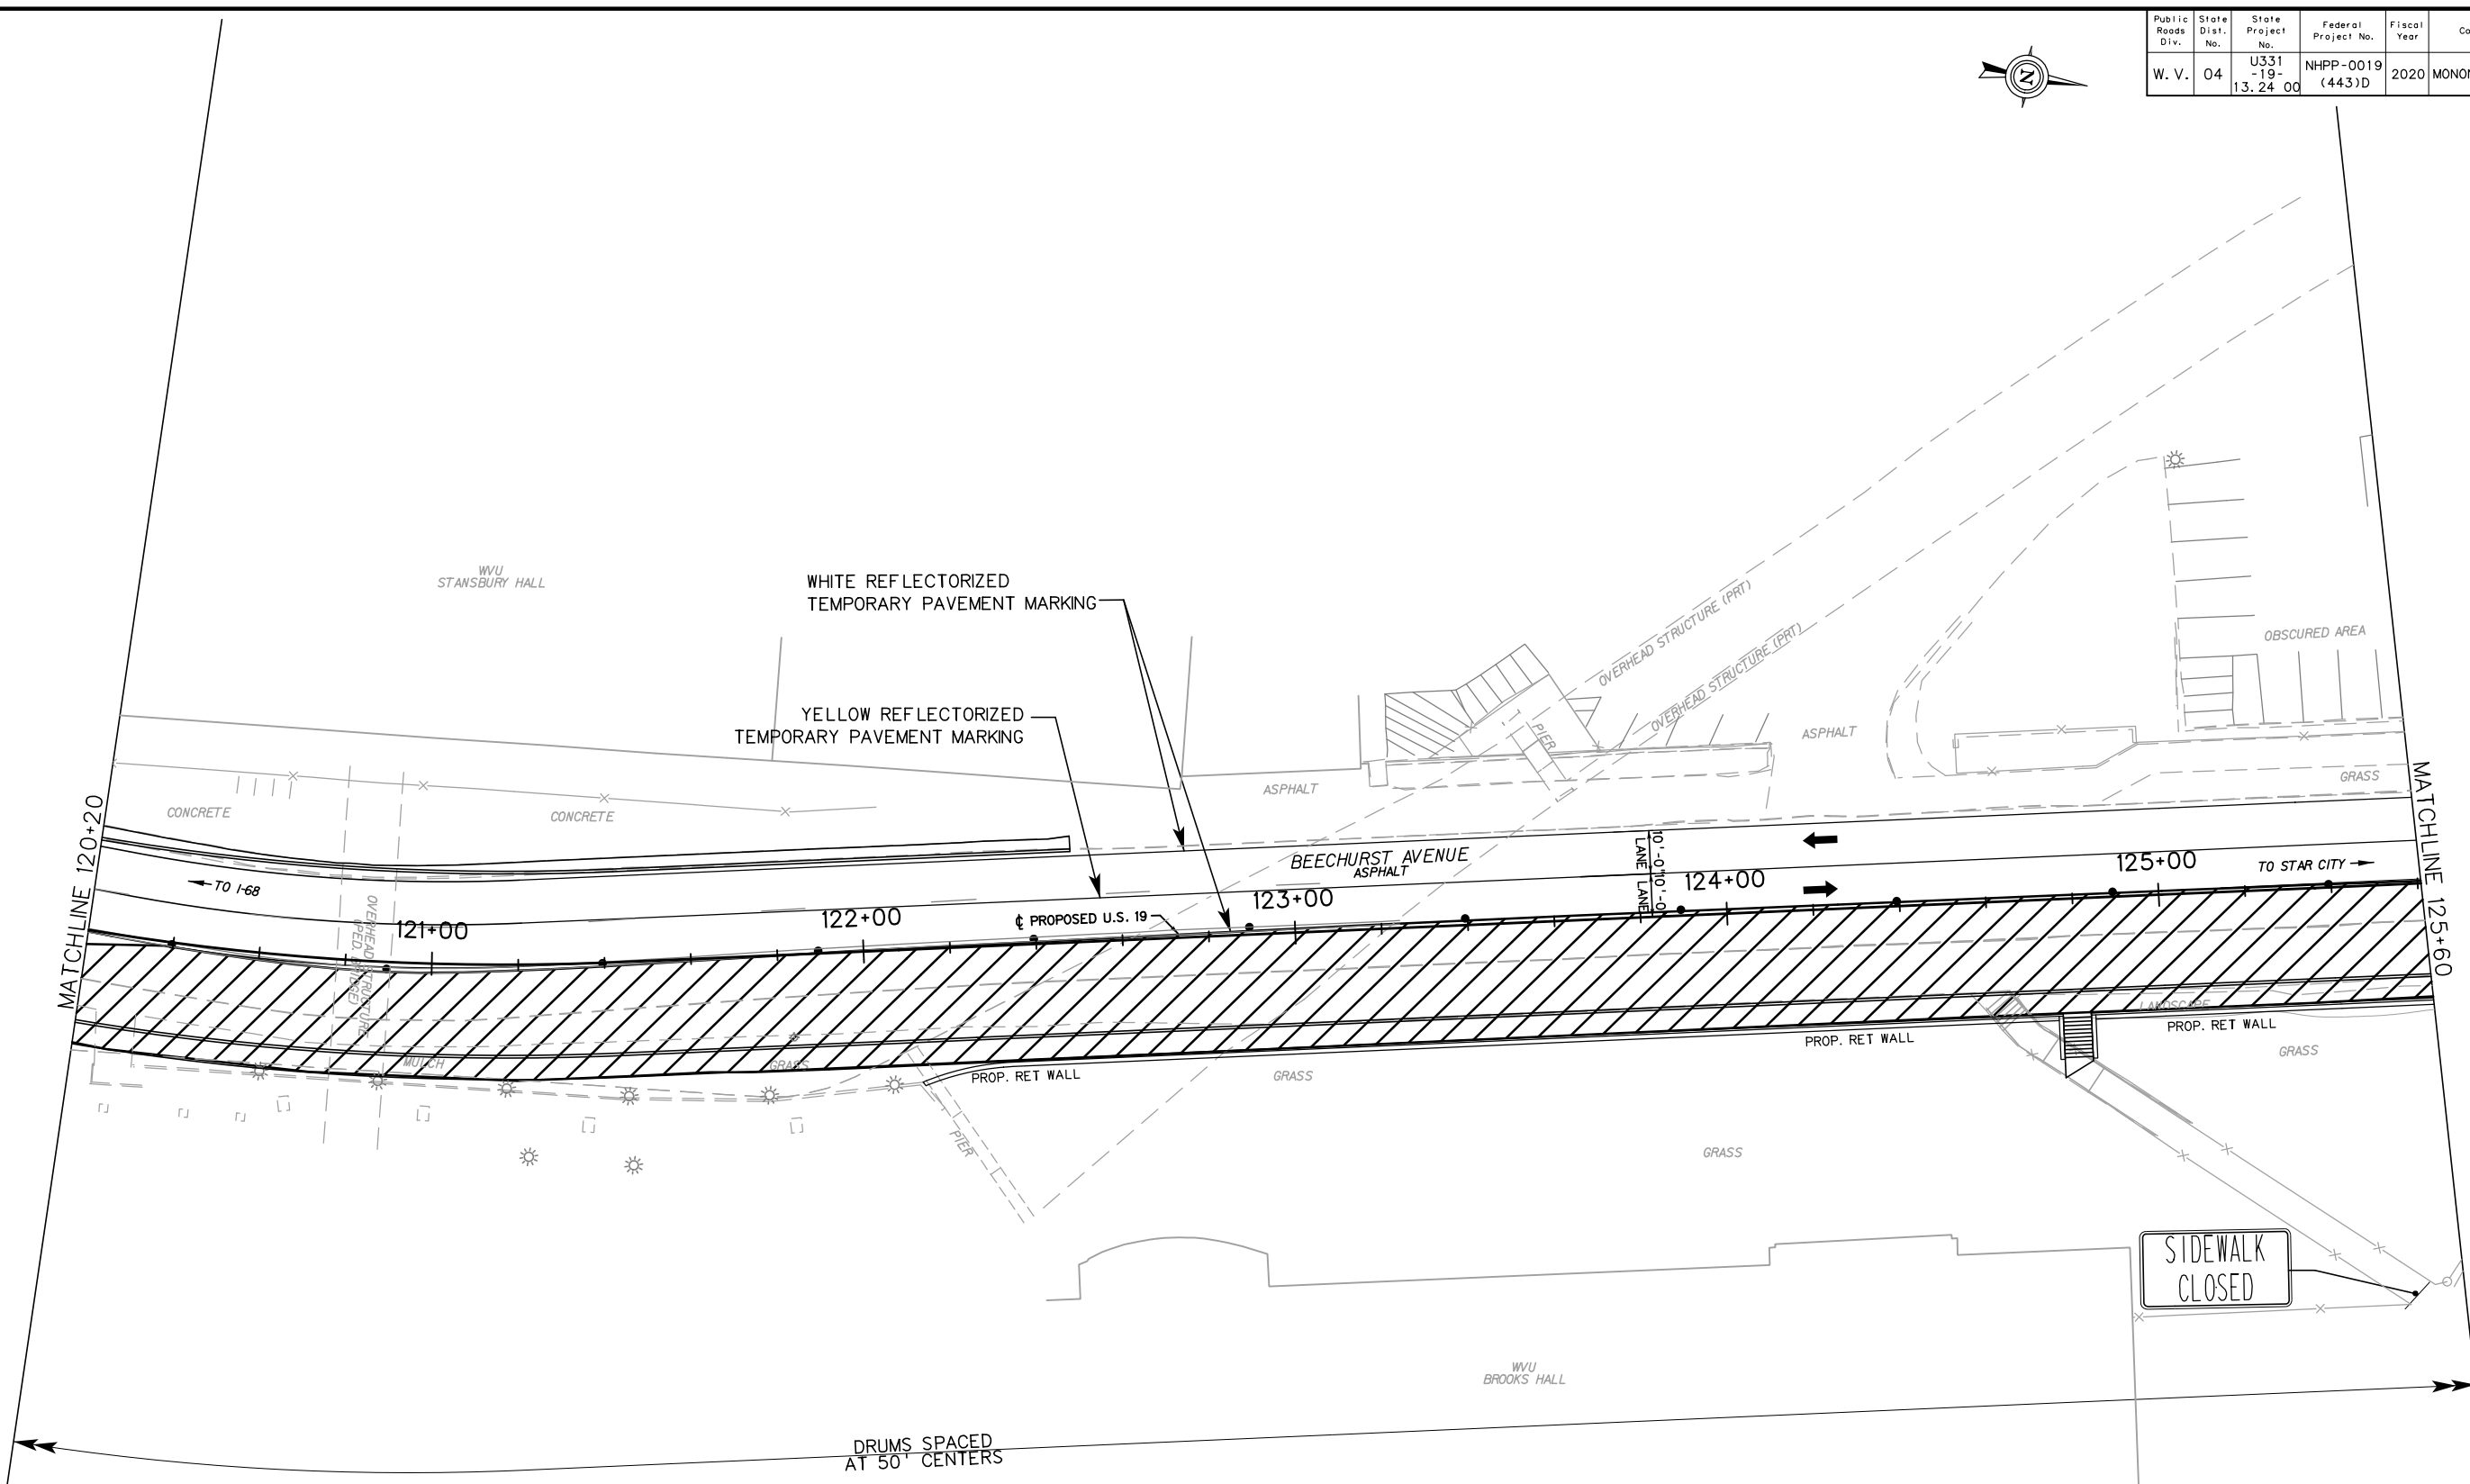 Public Roads Div.
State Dist. No.
State Project No.
Federal Project No.
Fiscal Year
W. V.
04
U331
-19-
13.24 00
NHPP-0019
(443)D
2020
N
WVU
STANSBURY HALL
WHITE REFLECTORIZED
TEMPORARY PAVEMENT MARKING
YELLOW REFLECTORIZED
TEMPORARY PAVEMENT MARKING
OVERHEAD STRUCTURE (PRT)
OVERHEAD STRUCTURE (PRT)
OBSCURED AREA
PIER
ASPHALT
ASPHALT
GRASS
CONCRETE
CONCRETE
MATCHLINE 120+20
MATCHLINE 125+60
BEECHURST AVENUE
ASPHALT
10'-0"
LANE
10'-0"
LANE
TO I-68
TO STAR CITY
121+00
122+00
123+00
124+00
125+00
℄ PROPOSED U.S. 19
OVERHEAD STRUCTURE
(PED. BRIDGE)
LANDSCAPE
PROP. RET WALL
PROP. RET WALL
PROP. RET WALL
MULCH
GRASS
GRASS
GRASS
GRASS
PIER
SIDEWALK
CLOSED
WVU
BROOKS HALL
DRUMS SPACED
AT 50' CENTERS